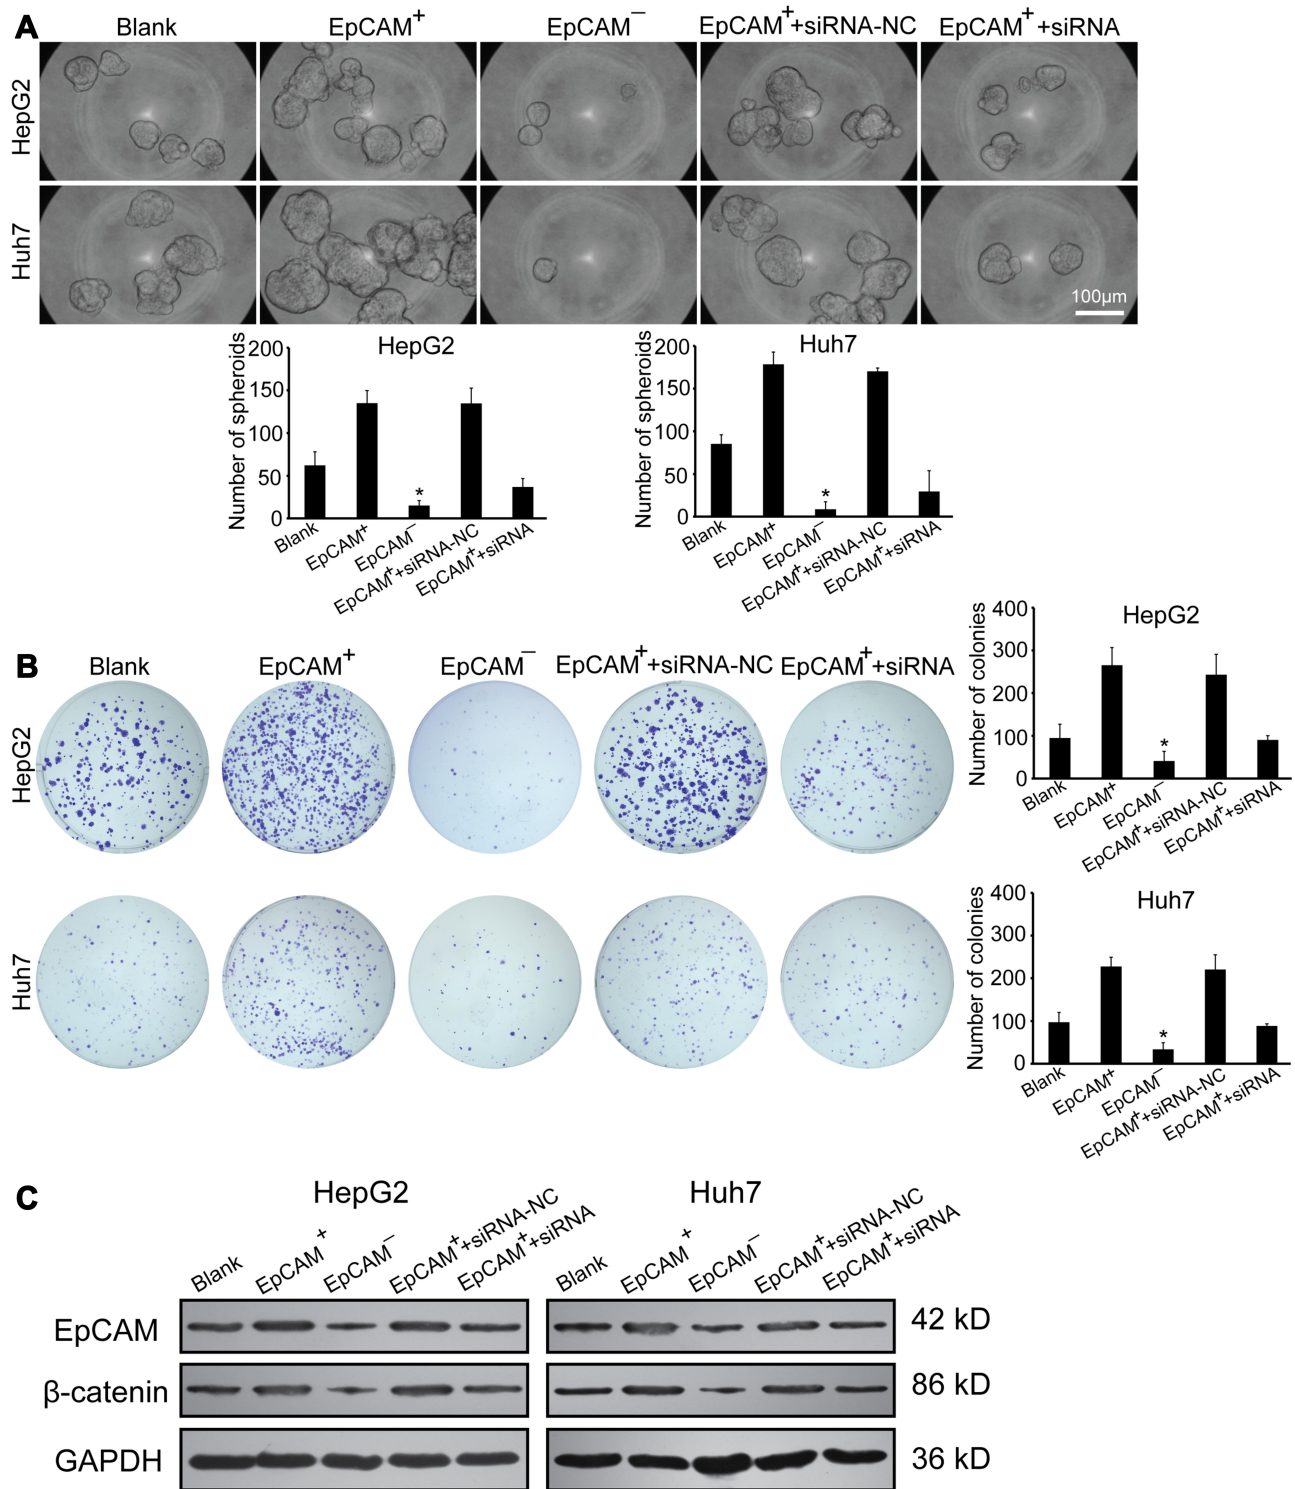 A
Blank EpCAM+ EpCAM– EpCAM++siRNA-NC EpCAM++siRNA
HepG2
Huh7
100μm
HepG2
Number of spheroids
200
150
100
50
0
Blank
EpCAM+
EpCAM–
*
EpCAM++siRNA-NC
EpCAM++siRNA
Huh7
Number of spheroids
200
150
100
50
0
Blank
EpCAM+
EpCAM–
*
EpCAM++siRNA-NC
EpCAM++siRNA
B
Blank EpCAM+ EpCAM– EpCAM++siRNA-NC EpCAM++siRNA
HepG2
Huh7
HepG2
Number of colonies
400
300
200
100
0
Blank
EpCAM+
EpCAM–
*
EpCAM++siRNA-NC
EpCAM++siRNA
Huh7
Number of colonies
400
300
200
100
0
Blank
EpCAM+
EpCAM–
*
EpCAM++siRNA-NC
EpCAM++siRNA
C
HepG2 Huh7
Blank EpCAM+ EpCAM– EpCAM++siRNA-NC EpCAM++siRNA Blank EpCAM+ EpCAM– EpCAM++siRNA-NC EpCAM++siRNA
EpCAM 42 kD
β-catenin 86 kD
GAPDH 36 kD